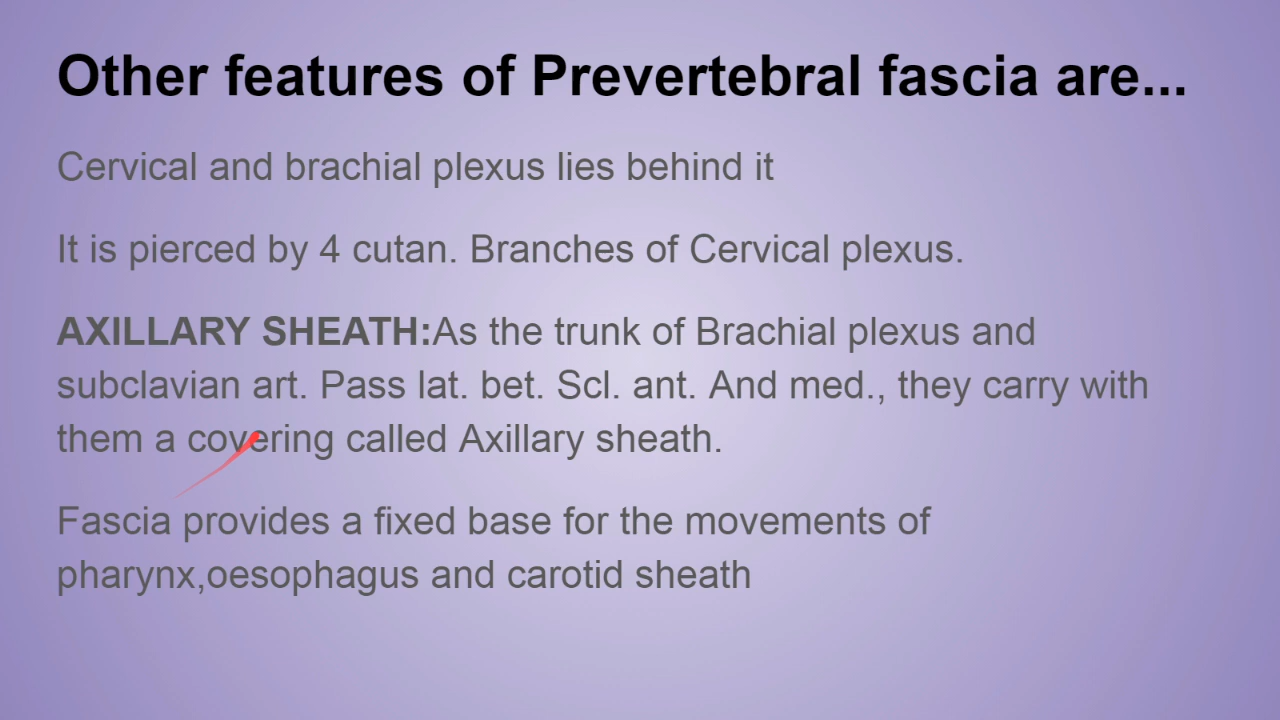 Other features of Prevertebral fascia are...
Cervical and brachial plexus lies behind it
It is pierced by 4 cutan. Branches of Cervical plexus.
AXILLARY SHEATH:As the trunk of Brachial plexus and
subclavian art. Pass lat. bet. Scl. ant. And med., they carry with
them a covering called Axillary sheath.
Fascia provides a fixed base for the movements of
pharynx,oesophagus and carotid sheath